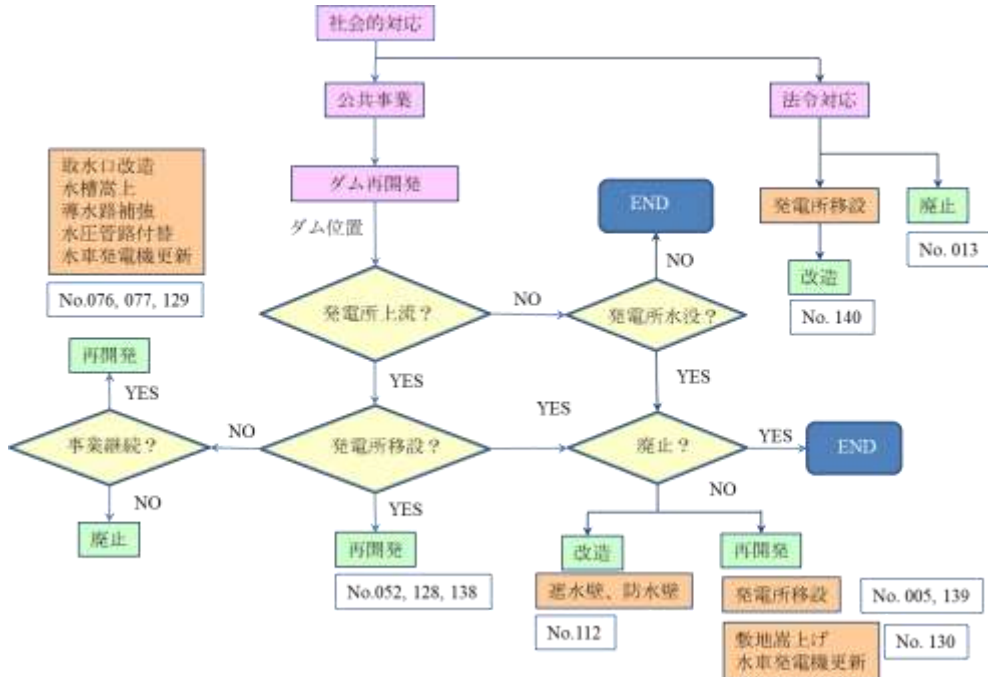 社会的対応
公共事業
法令対応
取水口改造
水槽嵩上
導水路補強
水圧管路付替
水車発電機更新
No.076, 077, 129
ダム再開発
ダム位置
END
発電所移設
廃止
No. 013
改造
No. 140
NO
発電所上流？
NO
発電所水没？
再開発
YES
YES
YES
YES
事業継続？
NO
発電所移設？
廃止？
YES
END
NO
廃止
YES
再開発
No.052, 128, 138
NO
改造
遮水壁、防水壁
No.112
再開発
発電所移設
No. 005, 139
敷地嵩上げ
水車発電機更新
No. 130